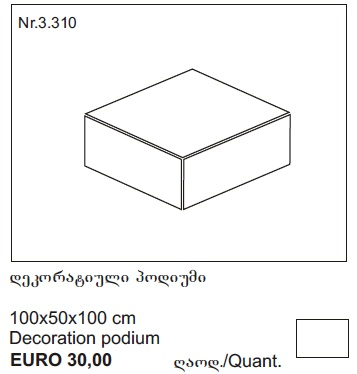 Nr.3.310
დეკორატიული პოდიუმი
100x50x100 cm
Decoration podium
EURO 30,00
ღაოდ./Quant.